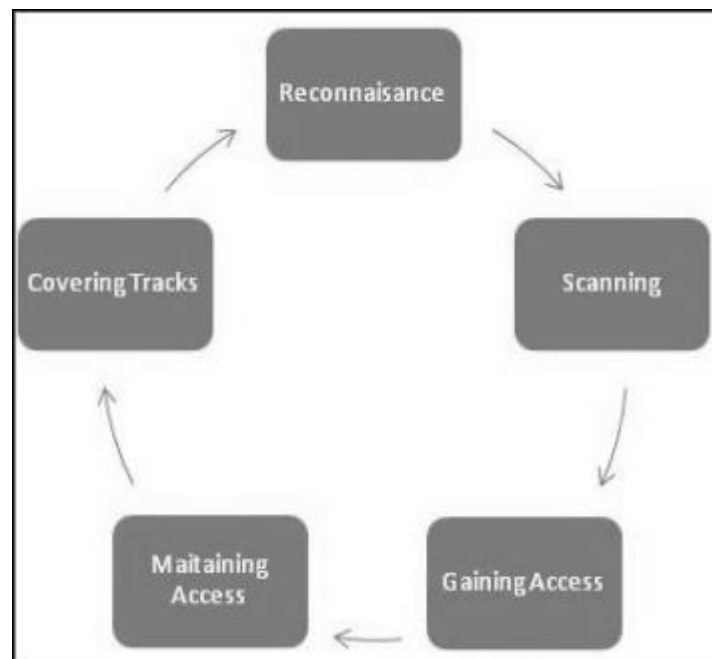 Reconnaisance
Scanning
Gaining Access
Maitaining
Access
Covering Tracks